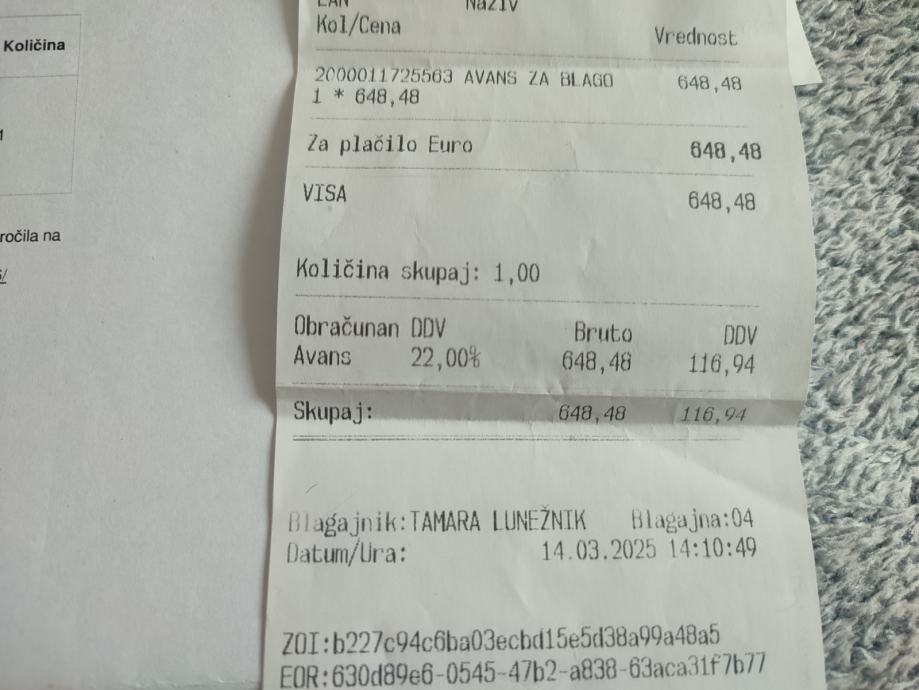 EAN Naziv
Kol/Cena Vrednost
2000011725563 AVANS ZA BLAGO 648,48
1 * 648,48
Za plačilo Euro 648,48
VISA 648,48
Količina skupaj: 1,00
Obračunan DDV Bruto DDV
Avans 22,00% 648,48 116,94
Skupaj: 648,48 116,94
Blagajnik:TAMARA LUNEŽNIK Blagajna:04
Datum/Ura: 14.03.2025 14:10:49
ZOI:b227c94c6ba03ecbd15e5d38a99a48a5
EOR:630d89e6-0545-47b2-a838-63aca31f7b77
Količina
1
ročila na